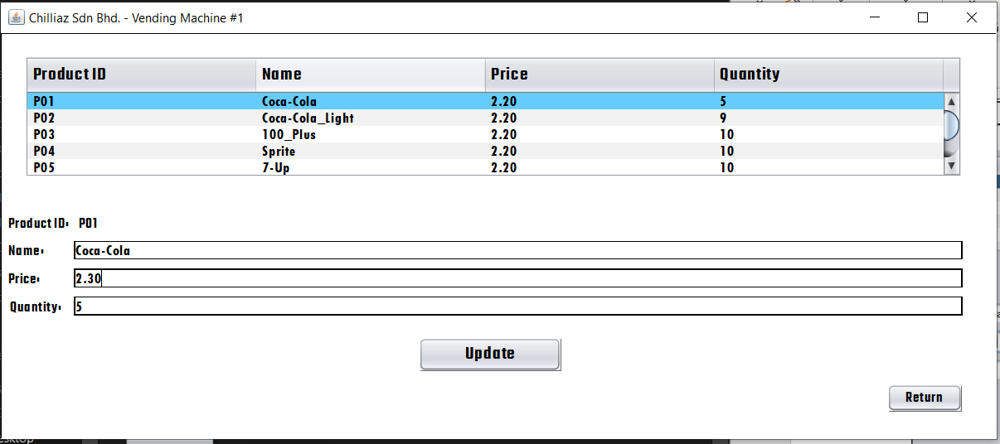 Chilliaz Sdn Bhd. - Vending Machine #1
Product ID Name Price Quantity
P01 Coca-Cola 2.20 5
P02 Coca-Cola_Light 2.20 9
P03 100_Plus 2.20 10
P04 Sprite 2.20 10
P05 7-Up 2.20 10
Product ID: P01
Name: Coca-Cola
Price: 2.30
Quantity: 5
Update
Return